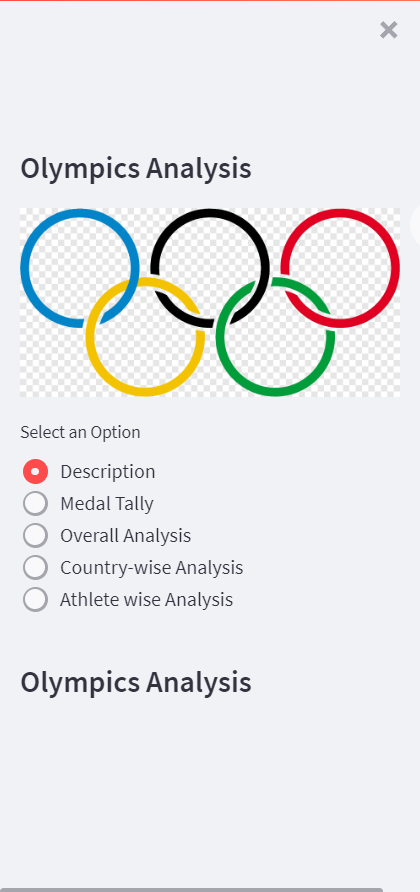 Olympics Analysis
Select an Option
Description
Medal Tally
Overall Analysis
Country-wise Analysis
Athlete wise Analysis
Olympics Analysis